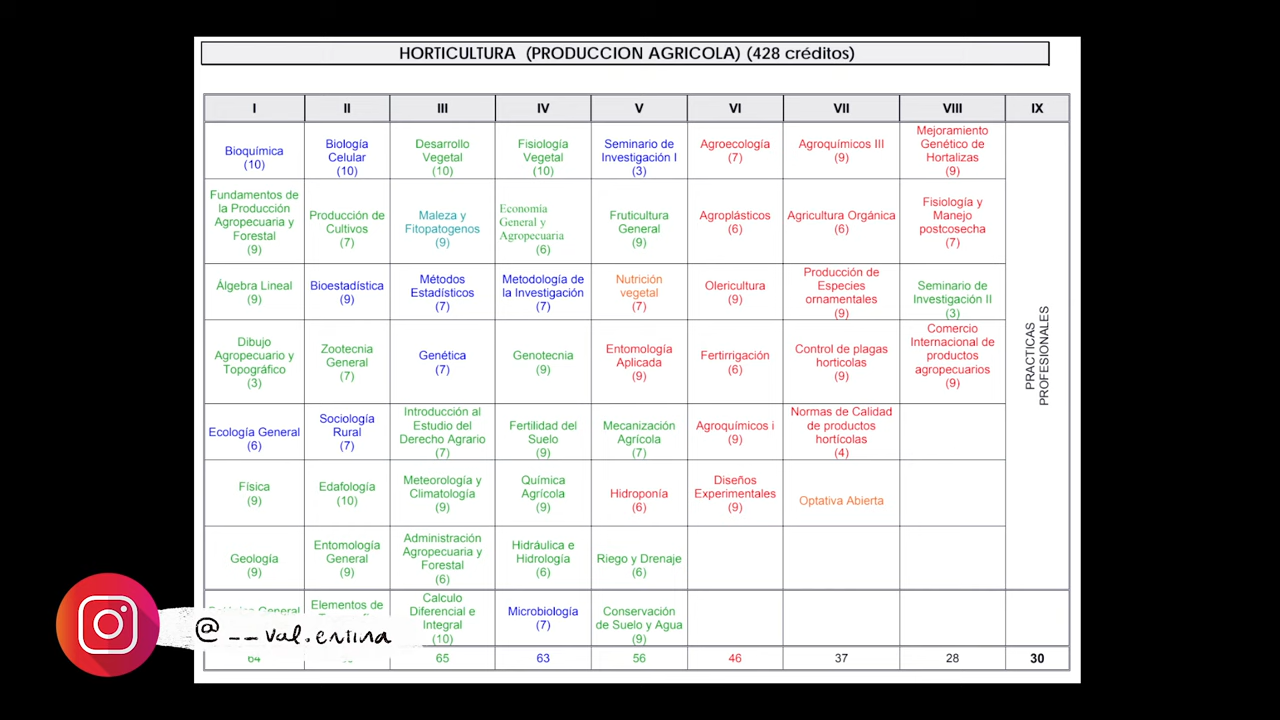 HORTICULTURA (PRODUCCION AGRICOLA) (428 créditos)
I II III IV V VI VII VIII IX
Bioquímica
(10)
Biología
Celular
(10)
Desarrollo
Vegetal
(10)
Fisiología
Vegetal
(10)
Seminario de
Investigación I
(3)
Agroecología
(7)
Agroquímicos III
(9)
Mejoramiento
Genético de
Hortalizas
(9)
PRACTICAS
PROFESIONALES
Fundamentos de
la Producción
Agropecuaria y
Forestal
(9)
Producción de
Cultivos
(7)
Maleza y
Fitopatogenos
(9)
Economía
General y
Agropecuaria
(6)
Fruticultura
General
(9)
Agroplásticos
(6)
Agricultura Orgánica
(6)
Fisiología y
Manejo
postcosecha
(7)
Álgebra Lineal
(9)
Bioestadística
(9)
Métodos
Estadísticos
(7)
Metodología de
la Investigación
(7)
Nutrición
vegetal
(7)
Olericultura
(9)
Producción de
Especies
ornamentales
(9)
Seminario de
Investigación II
(3)
Dibujo
Agropecuario y
Topográfico
(3)
Zootecnia
General
(7)
Genética
(7)
Genotecnia
(9)
Entomología
Aplicada
(9)
Fertirrigación
(6)
Control de plagas
horticolas
(9)
Comercio
Internacional de
productos
agropecuarios
(9)
Ecología General
(6)
Sociología
Rural
(7)
Introducción al
Estudio del
Derecho Agrario
(7)
Fertilidad del
Suelo
(9)
Mecanización
Agrícola
(7)
Agroquímicos i
(9)
Normas de Calidad
de productos
hortícolas
(4)
Física
(9)
Edafología
(10)
Meteorología y
Climatología
(9)
Química
Agrícola
(9)
Hidroponía
(6)
Diseños
Experimentales
(9)
Optativa Abierta
Geología
(9)
Entomología
General
(9)
Administración
Agropecuaria y
Forestal
(6)
Hidráulica e
Hidrología
(6)
Riego y Drenaje
(6)
General
Elementos de
Calculo
Diferencial e
Integral
(10)
Microbiología
(7)
Conservación
de Suelo y Agua
(9)
64 65 63 56 46 37 28 30
@__val.entina